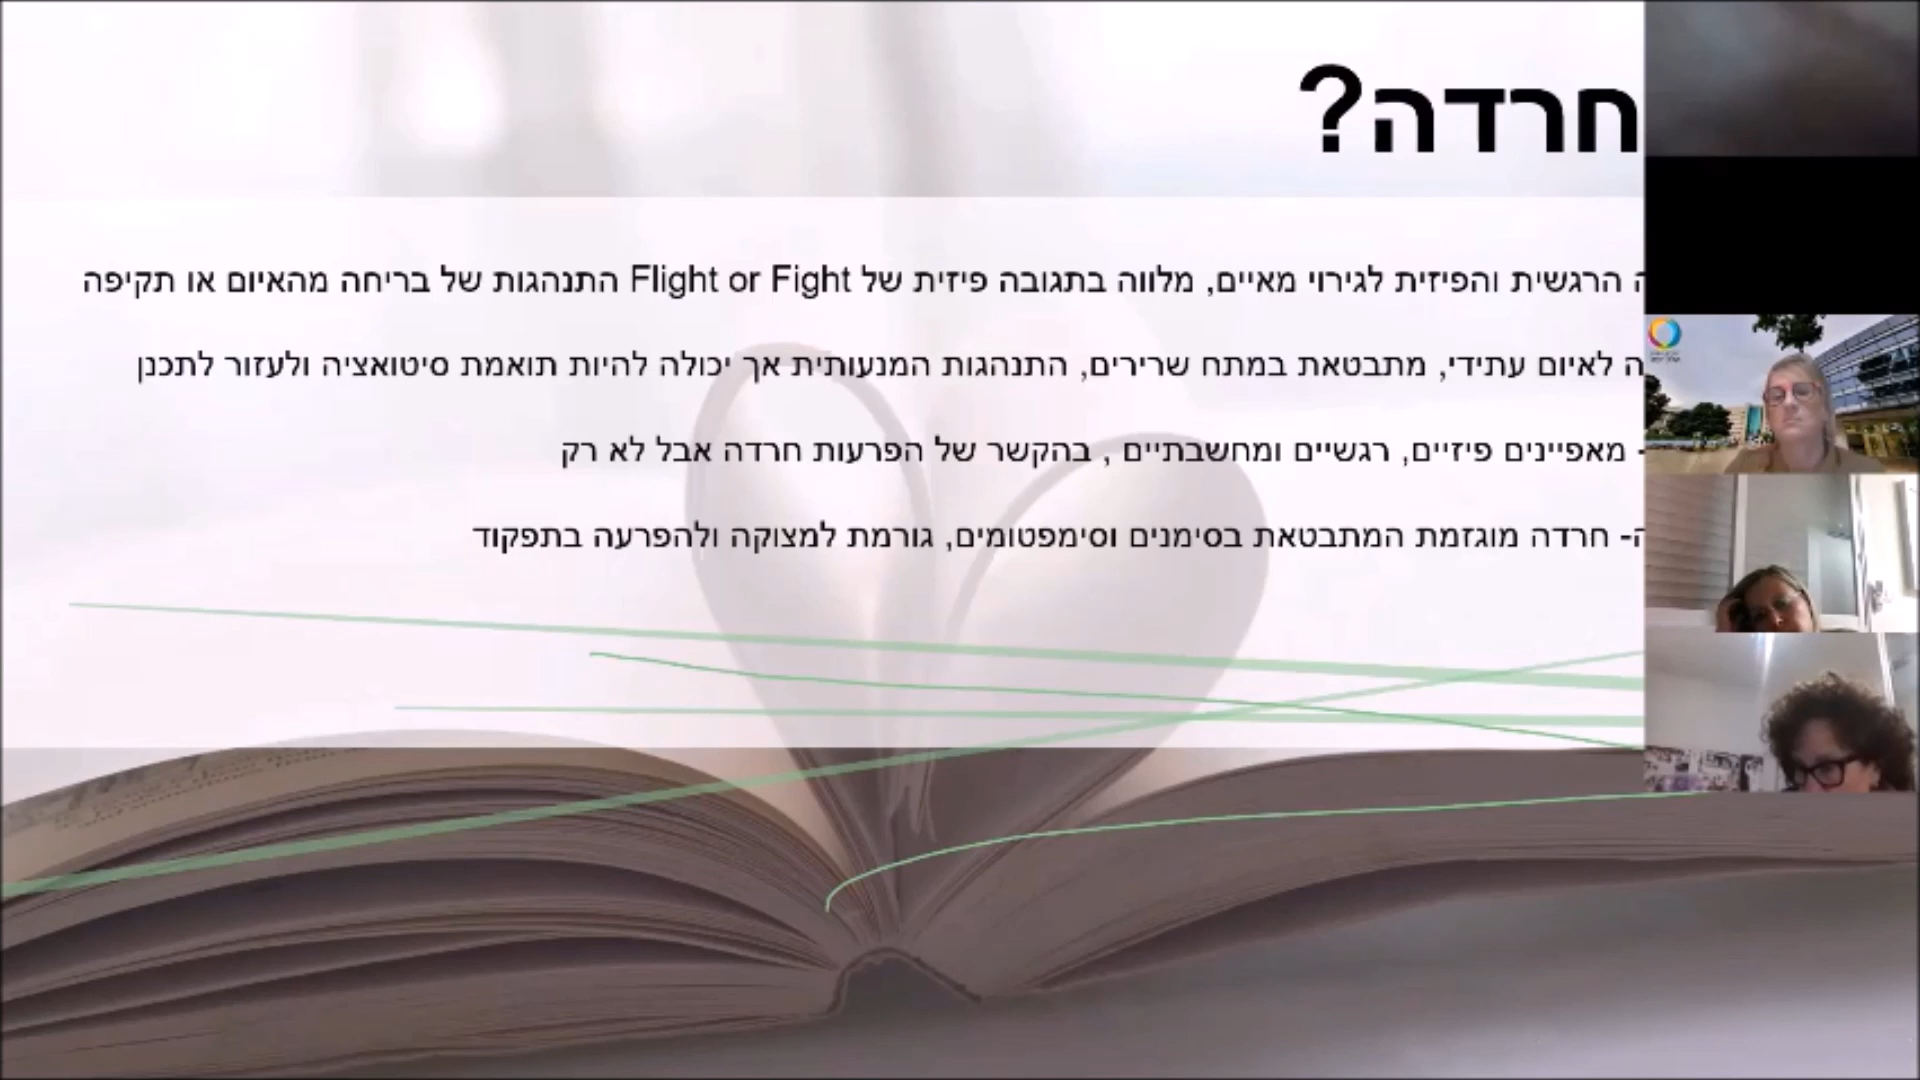 חרדה?
הרגשית והפיזית לגירוי מאיים, מלווה בתגובה פיזית של Flight or Fight התנהגות של בריחה מהאיום או תקיפה
לאיום עתידי, מתבטאת במתח שרירים, התנהגות המנעותית אך יכולה להיות תואמת סיטואציה ולעזור לתכנן
- מאפיינים פיזיים, רגשיים ומחשבתיים , בהקשר של הפרעות חרדה אבל לא רק
- חרדה מוגזמת המתבטאת בסימנים וסימפטומים, גורמת למצוקה ולהפרעה בתפקוד